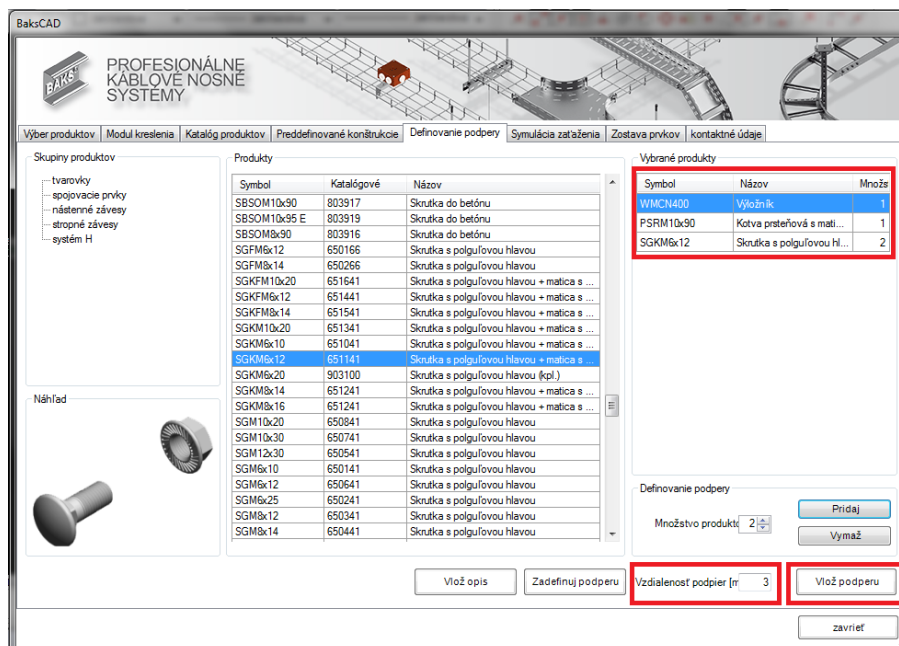 BaksCAD
BAKS
PROFESIONÁLNE
KÁBLOVÉ NOSNÉ
SYSTÉMY
Výber produktov Modul kreslenia Katalóg produktov Preddefinované konštrukcie Definovanie podpery Symulácia zaťaženia Zostava prvkov kontaktné údaje
Skupiny produktov
tvarovky
spojovacie prvky
nástenné závesy
stropné závesy
systém H
Náhľad
Produkty
Symbol Katalógové Názov
SBSOM10x90 803917 Skrutka do betónu
SBSOM10x95 E 803919 Skrutka do betónu
SBSOM8x90 803916 Skrutka do betónu
SGFM6x12 650166 Skrutka s polguľovou hlavou
SGFM8x14 650266 Skrutka s polguľovou hlavou
SGKFM10x20 651641 Skrutka s polguľovou hlavou + matica s ...
SGKFM6x12 651441 Skrutka s polguľovou hlavou + matica s ...
SGKFM8x14 651541 Skrutka s polguľovou hlavou + matica s ...
SGKM10x20 651341 Skrutka s polguľovou hlavou + matica s ...
SGKM6x10 651041 Skrutka s polguľovou hlavou + matica s ...
SGKM6x12 651141 Skrutka s polguľovou hlavou + matica s ...
SGKM6x20 903100 Skrutka s polguľovou hlavou (kpl.)
SGKM8x14 651241 Skrutka s polguľovou hlavou + matica s ...
SGKM8x16 651241 Skrutka s polguľovou hlavou + matica s ...
SGM10x20 650841 Skrutka s polguľovou hlavou
SGM10x30 650741 Skrutka s polguľovou hlavou
SGM12x30 650541 Skrutka s polguľovou hlavou
SGM6x10 650141 Skrutka s polguľovou hlavou
SGM6x12 650641 Skrutka s polguľovou hlavou
SGM6x25 650241 Skrutka s polguľovou hlavou
SGM8x12 650341 Skrutka s polguľovou hlavou
SGM8x14 650441 Skrutka s polguľovou hlavou
Vybrané produkty
Symbol Názov Množs
WMCN400 Výložník 1
PSRM10x90 Kotva prsteňová s mati... 1
SGKM6x12 Skrutka s polguľovou hl... 2
Definovanie podpery
Množstvo produkto 2
Pridaj
Vymaž
Vlož opis Zadefinuj podperu Vzdialenosť podpier [m 3 Vlož podperu
zavrieť